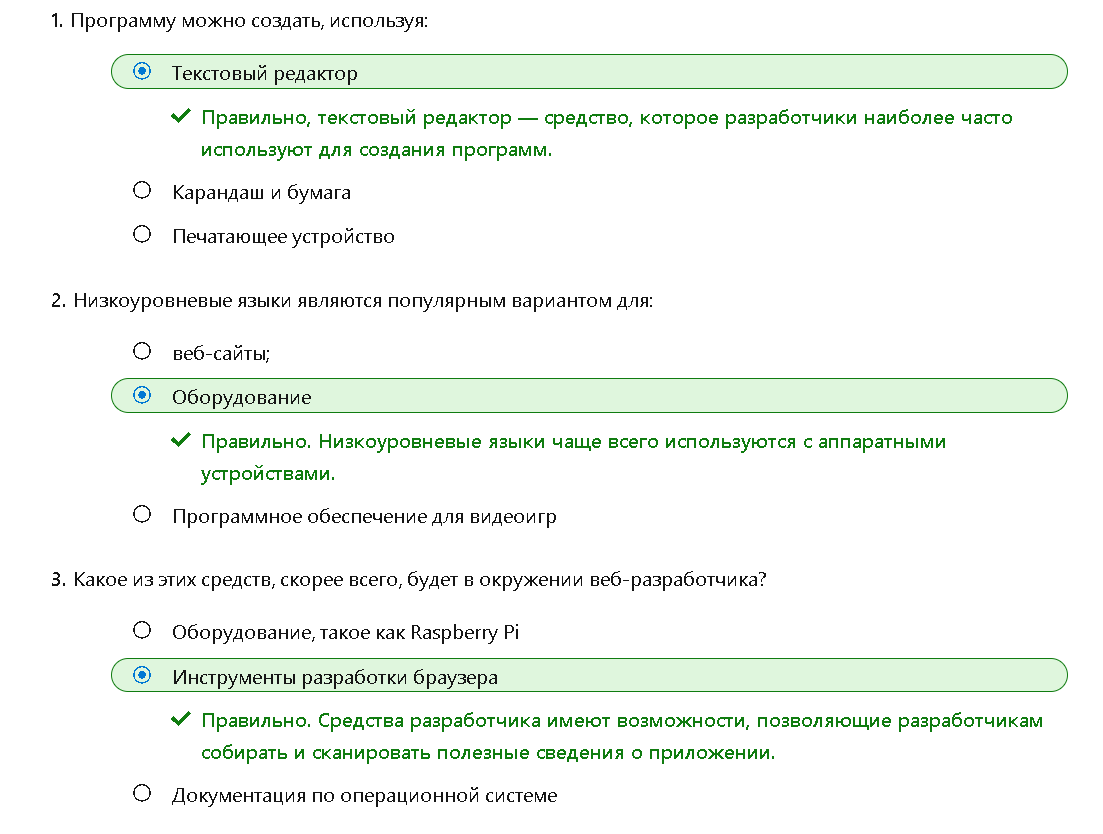 1. Программу можно создать, используя:
Текстовый редактор
Правильно, текстовый редактор — средство, которое разработчики наиболее часто
используют для создания программ.
Карандаш и бумага
Печатающее устройство
2. Низкоуровневые языки являются популярным вариантом для:
веб-сайты;
Оборудование
Правильно. Низкоуровневые языки чаще всего используются с аппаратными
устройствами.
Программное обеспечение для видеоигр
3. Какое из этих средств, скорее всего, будет в окружении веб-разработчика?
Оборудование, такое как Raspberry Pi
Инструменты разработки браузера
Правильно. Средства разработчика имеют возможности, позволяющие разработчикам
собирать и сканировать полезные сведения о приложении.
Документация по операционной системе